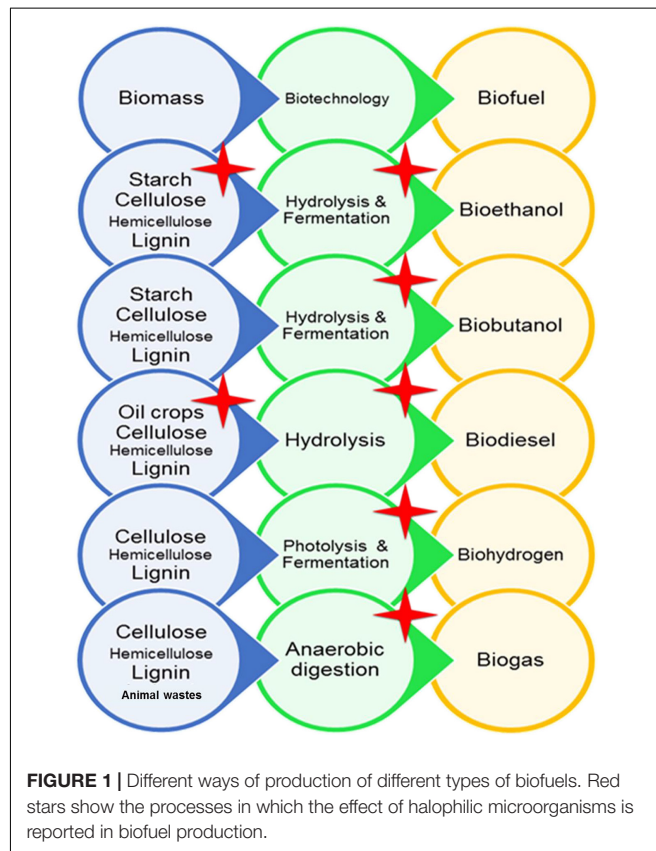 Biomass
Biotechnology
Biofuel
Starch
Cellulose
Hemicellulose
Lignin
Hydrolysis &
Fermentation
Bioethanol
Starch
Cellulose
Hemicellulose
Lignin
Hydrolysis &
Fermentation
Biobutanol
Oil crops
Cellulose
Hemicellulose
Lignin
Hydrolysis
Biodiesel
Cellulose
Hemicellulose
Lignin
Photolysis &
Fermentation
Biohydrogen
Cellulose
Hemicellulose
Lignin
Animal wastes
Anaerobic
digestion
Biogas
FIGURE 1 | Different ways of production of different types of biofuels. Red
stars show the processes in which the effect of halophilic microorganisms is
reported in biofuel production.